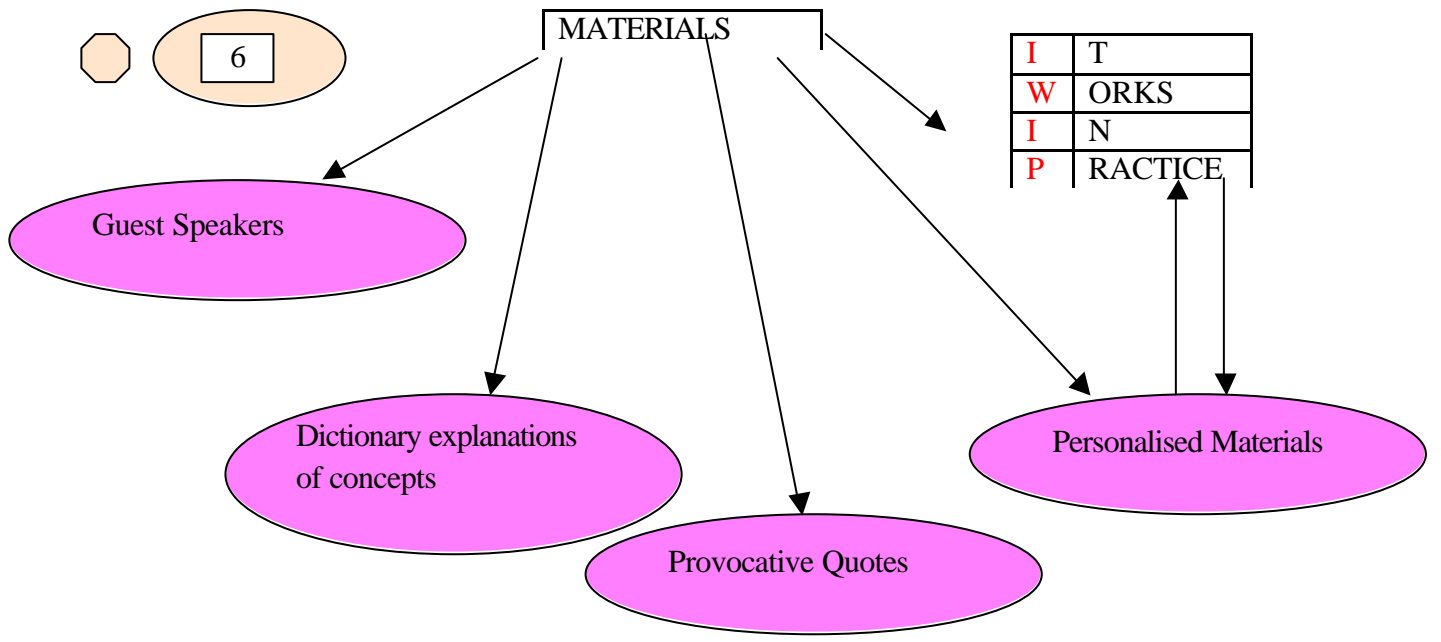 6
MATERIALS
I T
W ORKS
I N
P RACTICE
Guest Speakers
Dictionary explanations
of concepts
Personalised Materials
Provocative Quotes